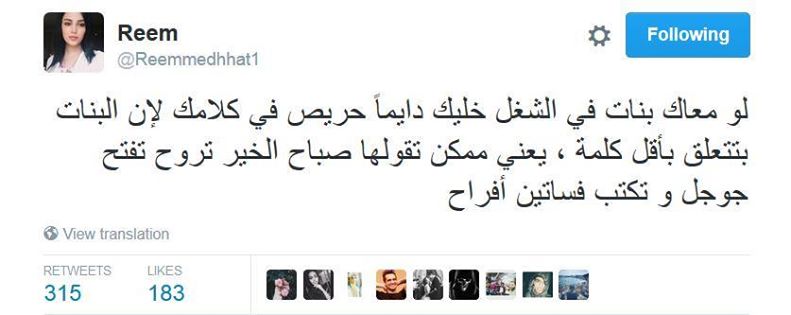 Reem
@Reemmedhhat1
Following
لو معاك بنات في الشغل خليك دايماً حريص في كلامك لإن البنات
بتتعلق بأقل كلمة ، يعني ممكن تقولها صباح الخير تروح تفتح
جوجل و تكتب فساتين أفراح
View translation
RETWEETS LIKES
315 183